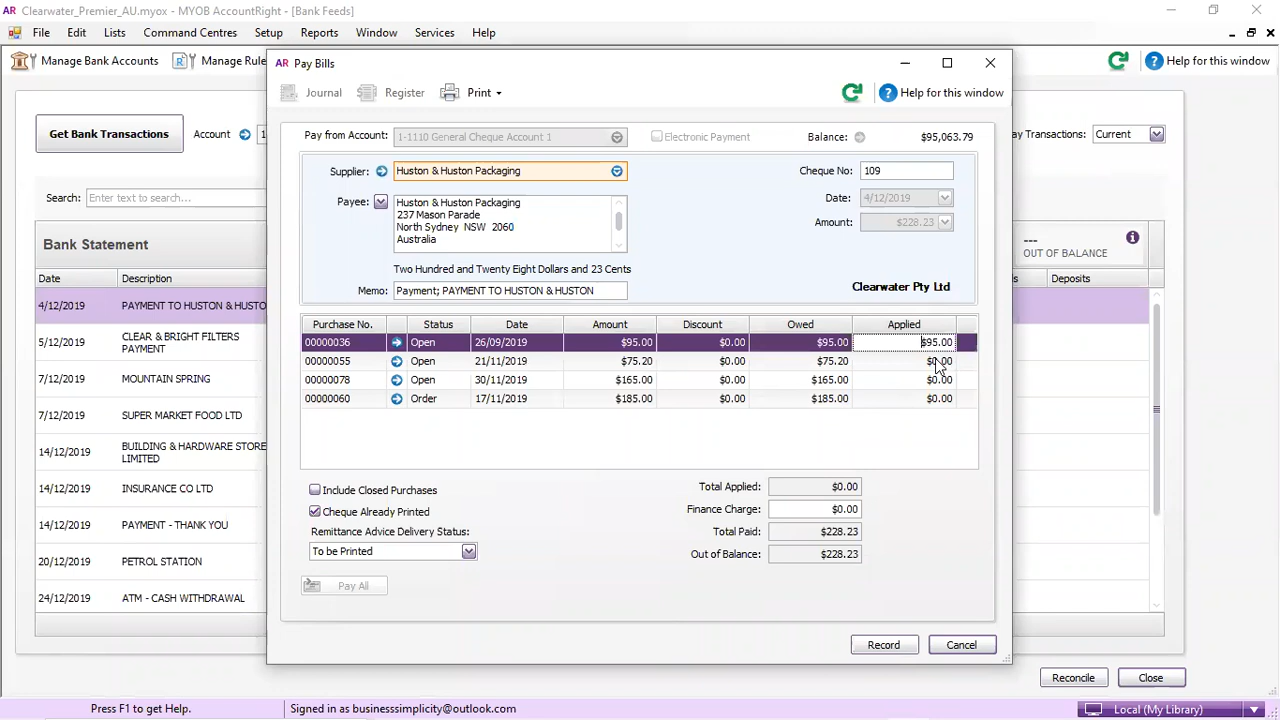 AR Clearwater_Premier_AU.myox - MYOB AccountRight - [Bank Feeds]
File Edit Lists Command Centres Setup Reports Window Services Help
Manage Bank Accounts Manage Rule Help for this window
AR Pay Bills
Journal Register Print Help for this window
Get Bank Transactions Account 1 ay Transactions: Current
Pay from Account: 1-1110 General Cheque Account 1 Electronic Payment Balance: $95,063.79
Supplier: Huston & Huston Packaging Cheque No: 109
Search: Enter text to search...
Payee: Huston & Huston Packaging
237 Mason Parade
North Sydney NSW 2060
Australia
Date: 4/12/2019
Amount: $228.23
Two Hundred and Twenty Eight Dollars and 23 Cents
Memo: Payment; PAYMENT TO HUSTON & HUSTON
Clearwater Pty Ltd
Bank Statement
---
OUT OF BALANCE
Date Description s Deposits
4/12/2019 PAYMENT TO HUSTON & HUSTO
5/12/2019 CLEAR & BRIGHT FILTERS
PAYMENT
7/12/2019 MOUNTAIN SPRING
7/12/2019 SUPER MARKET FOOD LTD
14/12/2019 BUILDING & HARDWARE STORE
LIMITED
14/12/2019 INSURANCE CO LTD
14/12/2019 PAYMENT - THANK YOU
20/12/2019 PETROL STATION
24/12/2019 ATM - CASH WITHDRAWAL
Purchase No. Status Date Amount Discount Owed Applied
00000036 Open 26/09/2019 $95.00 $0.00 $95.00 $95.00
00000055 Open 21/11/2019 $75.20 $0.00 $75.20 $0.00
00000078 Open 30/11/2019 $165.00 $0.00 $165.00 $0.00
00000060 Order 17/11/2019 $185.00 $0.00 $185.00 $0.00
Include Closed Purchases
Cheque Already Printed
Remittance Advice Delivery Status:
To be Printed
Pay All
Total Applied: $0.00
Finance Charge: $0.00
Total Paid: $228.23
Out of Balance: $228.23
Record Cancel
Reconcile Close
Press F1 to get Help. Signed in as businesssimplicity@outlook.com Local (My Library)